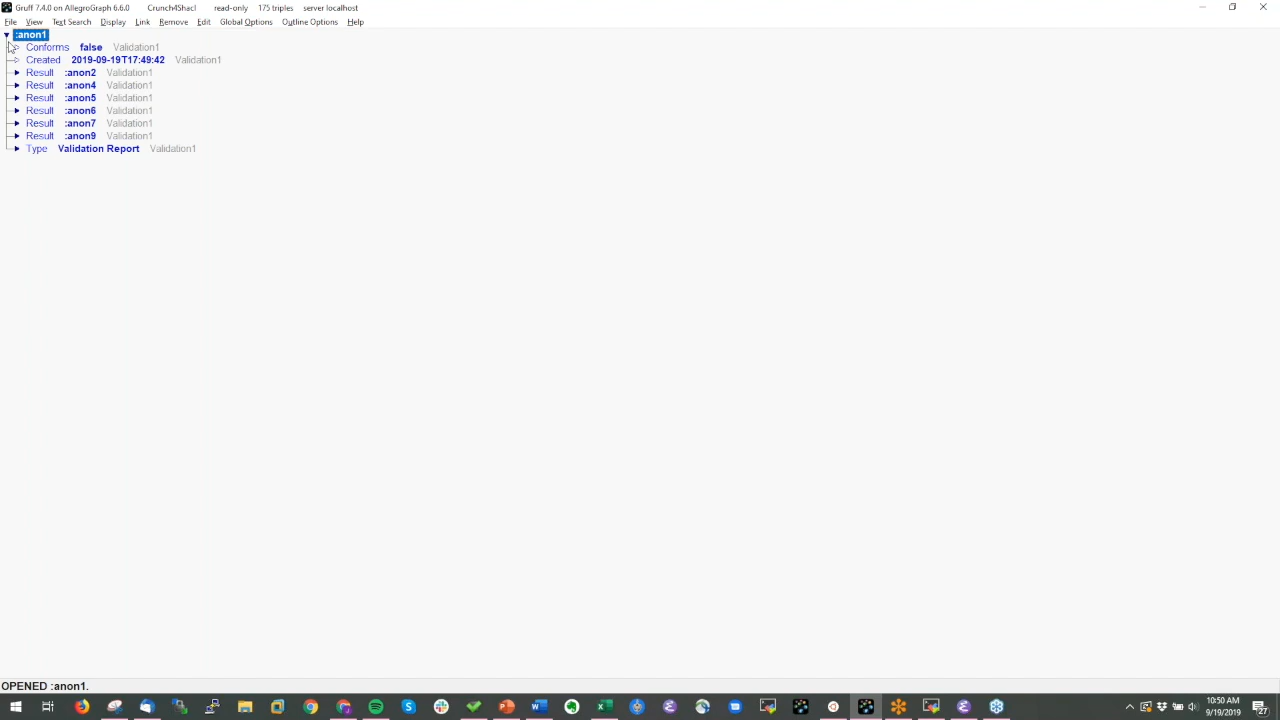 Gruff 7.4.0 on AllegroGraph 6.6.0 Crunch4Shacl read-only 175 triples server localhost
File View Text Search Display Link Remove Edit Global Options Outline Options Help
:anon1
Conforms false Validation1
Created 2019-09-19T17:49:42 Validation1
Result :anon2 Validation1
Result :anon4 Validation1
Result :anon5 Validation1
Result :anon6 Validation1
Result :anon7 Validation1
Result :anon9 Validation1
Type Validation Report Validation1
OPENED :anon1.
10:50 AM
9/19/2019